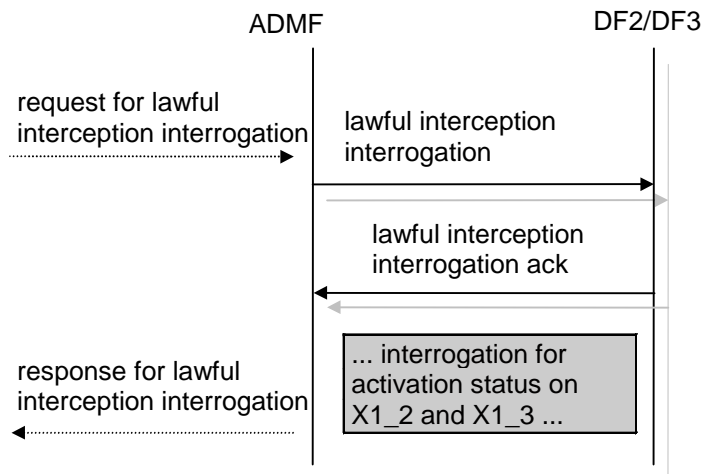 ADMF
DF2/DF3
request for lawful
interception interrogation
lawful interception
interrogation
lawful interception
interrogation ack
... interrogation for
activation status on
X1_2 and X1_3 ...
response for lawful
interception interrogation